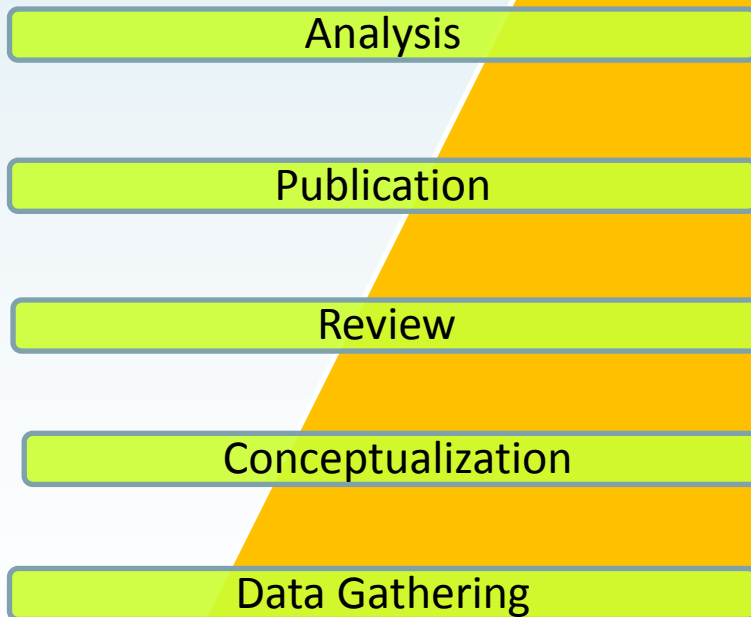 Analysis
Publication
Review
Conceptualization
Data Gathering